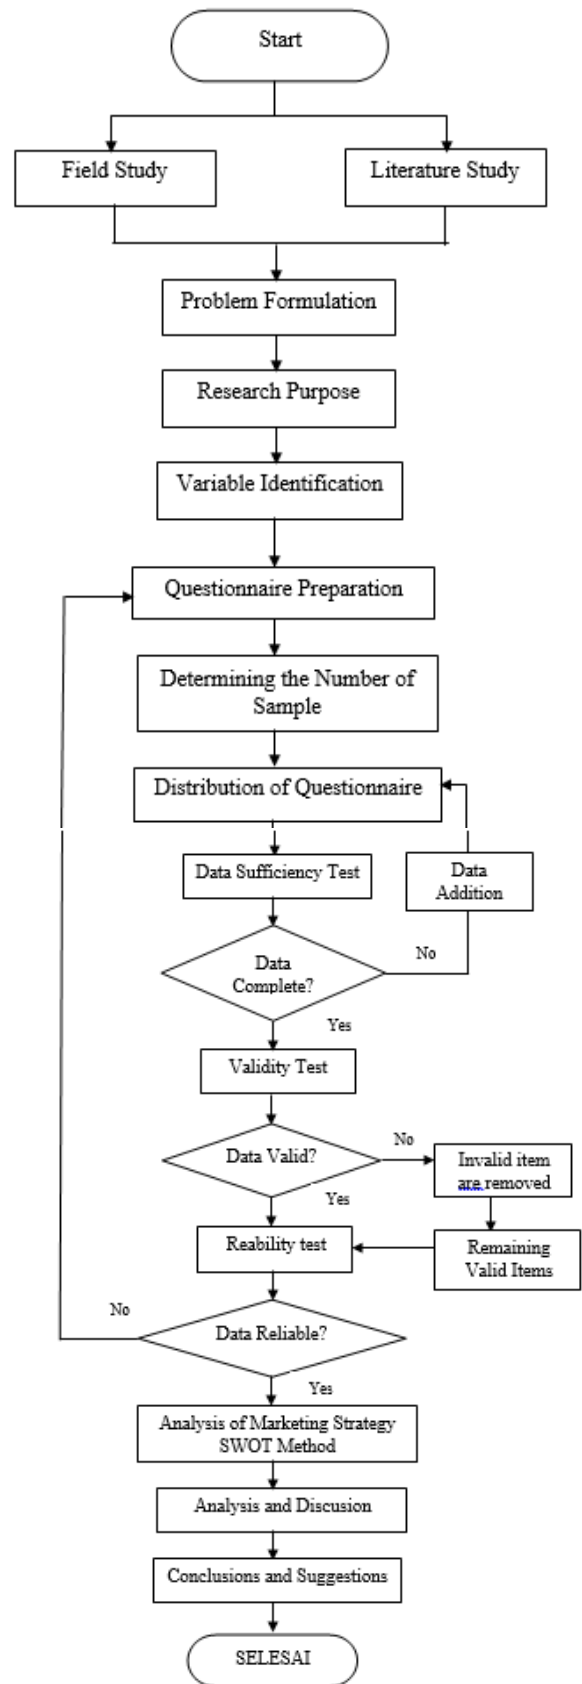 Start
Field Study
Literature Study
Problem Formulation
Research Purpose
Variable Identification
Questionnaire Preparation
Determining the Number of
Sample
Distribution of Questionnaire
Data Sufficiency Test
Data
Addition
Data
Complete?
No
Yes
Validity Test
Data Valid?
No
Invalid item
are removed
Yes
Reability test
Remaining
Valid Items
No
Data Reliable?
Yes
Analysis of Marketing Strategy
SWOT Method
Analysis and Discusion
Conclusions and Suggestions
SELESAI